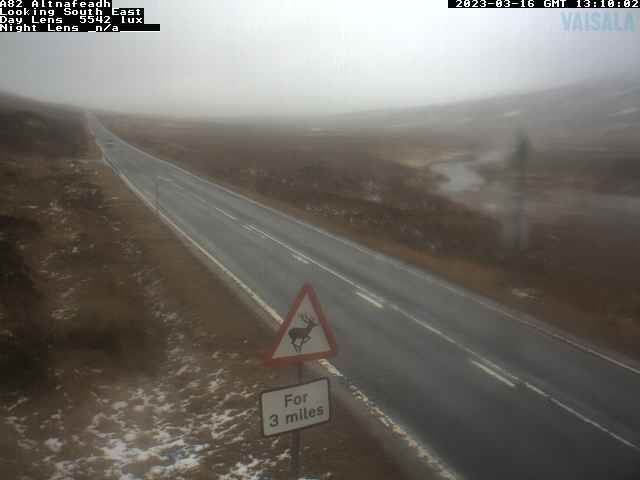 A82 Altnafeadh
Looking South East
Day Lens 5542 lux
Night Lens _n/a
2023-03-16 GMT 13:10:02
VAISALA
For
3 miles